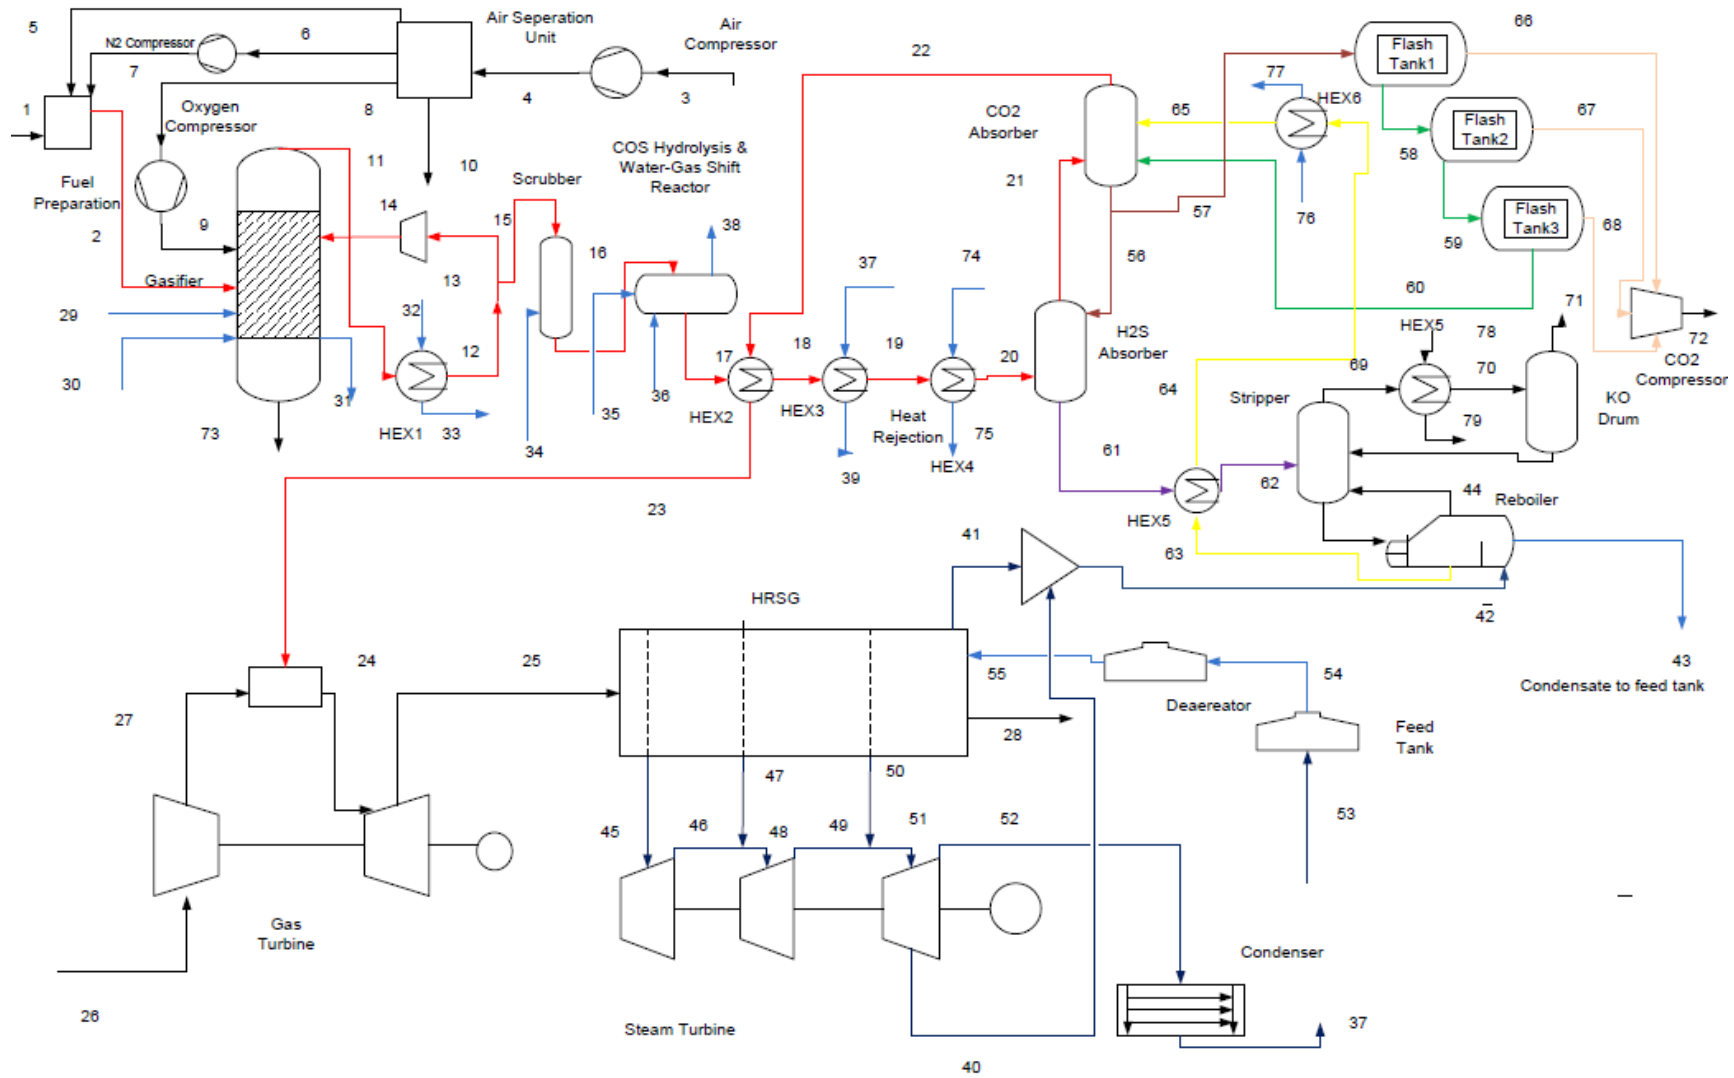 5
N2 Compressor
6
Air Seperation
Unit
Air
Compressor
22
66
Flash
Tank1
7
1
Oxygen
Compressor
8
4
3
77
HEX6
65
CO2
Absorber
Flash
Tank2
67
58
COS Hydrolysis &
Water-Gas Shift
Reactor
11
10
Scrubber
Fuel
Preparation
2
9
14
15
16
38
21
57
76
Flash
Tank3
68
59
56
Gasifier
13
32
37
74
60
71
29
12
17
18
19
20
H2S
Absorber
64
HEX5
78
72
CO2
Compressor
69
70
30
31
35
36
HEX2
HEX3
Heat
Rejection
75
Stripper
KO
Drum
73
HEX1
33
34
39
HEX4
61
79
62
44
Reboiler
23
HEX5
63
41
HRSG
42
24
25
55
54
43
Condensate to feed tank
27
Deaereator
28
Feed
Tank
47
50
45
46
48
49
51
52
53
Gas
Turbine
Condenser
26
Steam Turbine
37
40